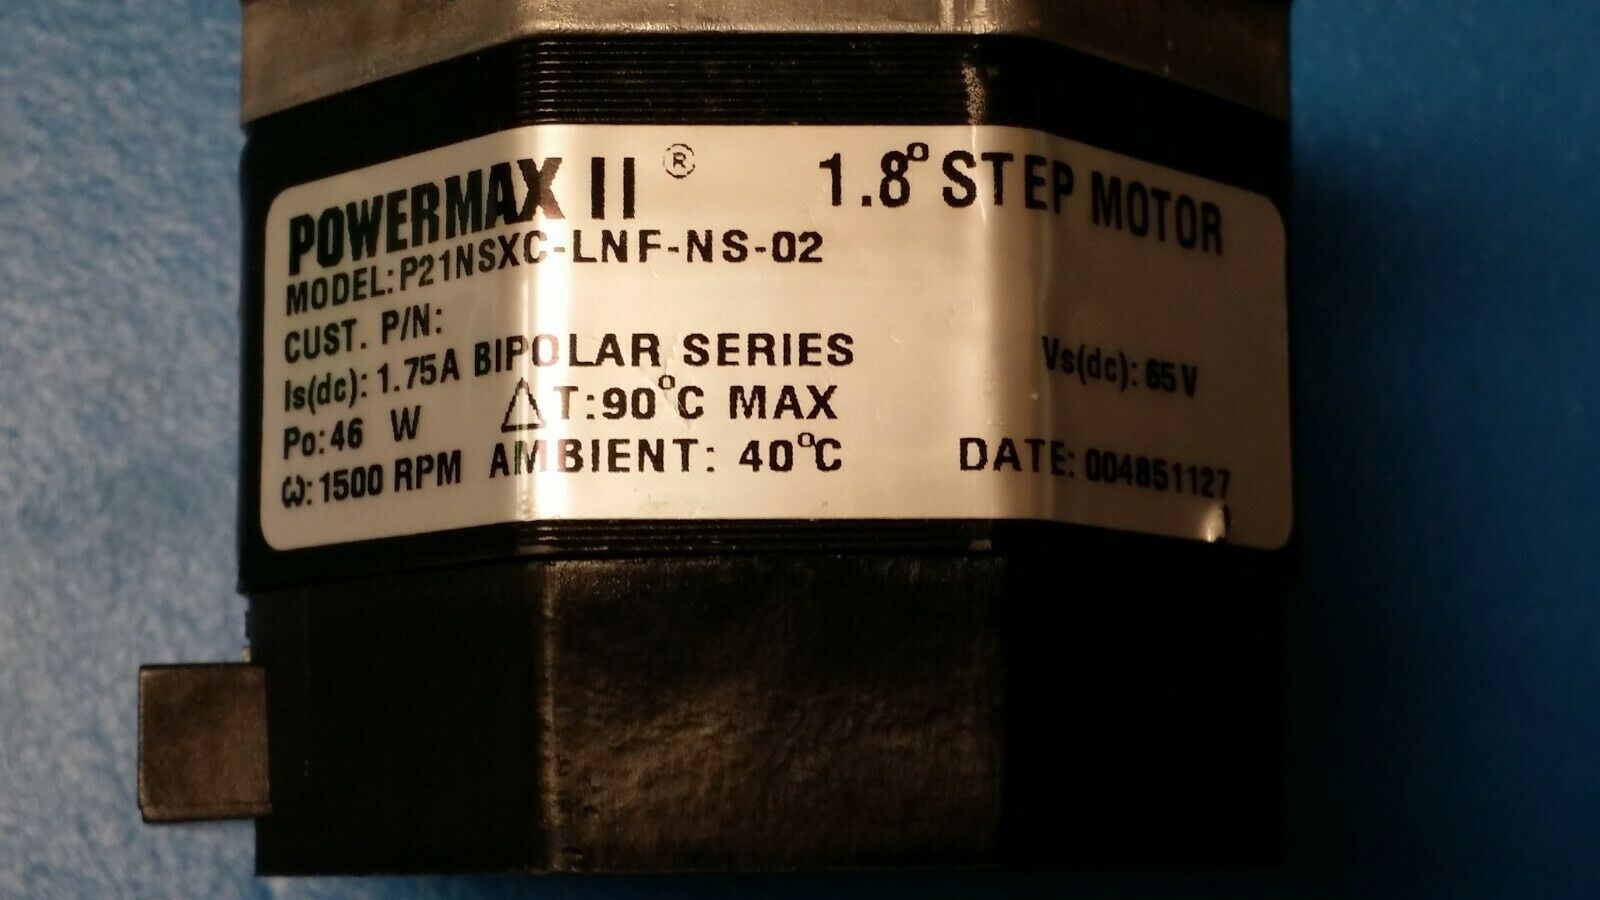 POWERMAX II ® 1.8° STEP MOTOR
MODEL: P21NSXC-LNF-NS-02
CUST. P/N:
Is(dc): 1.75A BIPOLAR SERIES Vs(dc): 65 V
Po: 46 W △T: 90°C MAX
ω: 1500 RPM AMBIENT: 40°C DATE: 004851127